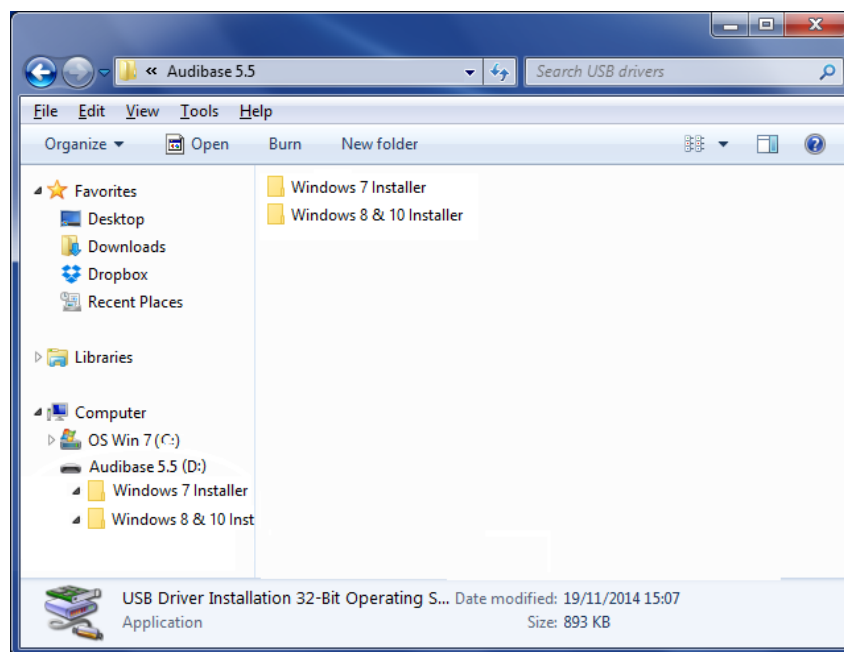 « Audibase 5.5
Search USB drivers
File Edit View Tools Help
Organize Open Burn New folder
Favorites
Desktop
Downloads
Dropbox
Recent Places
Libraries
Computer
OS Win 7 (C:)
Audibase 5.5 (D:)
Windows 7 Installer
Windows 8 & 10 Inst
Windows 7 Installer
Windows 8 & 10 Installer
USB Driver Installation 32-Bit Operating S... Date modified: 19/11/2014 15:07
Application Size: 893 KB